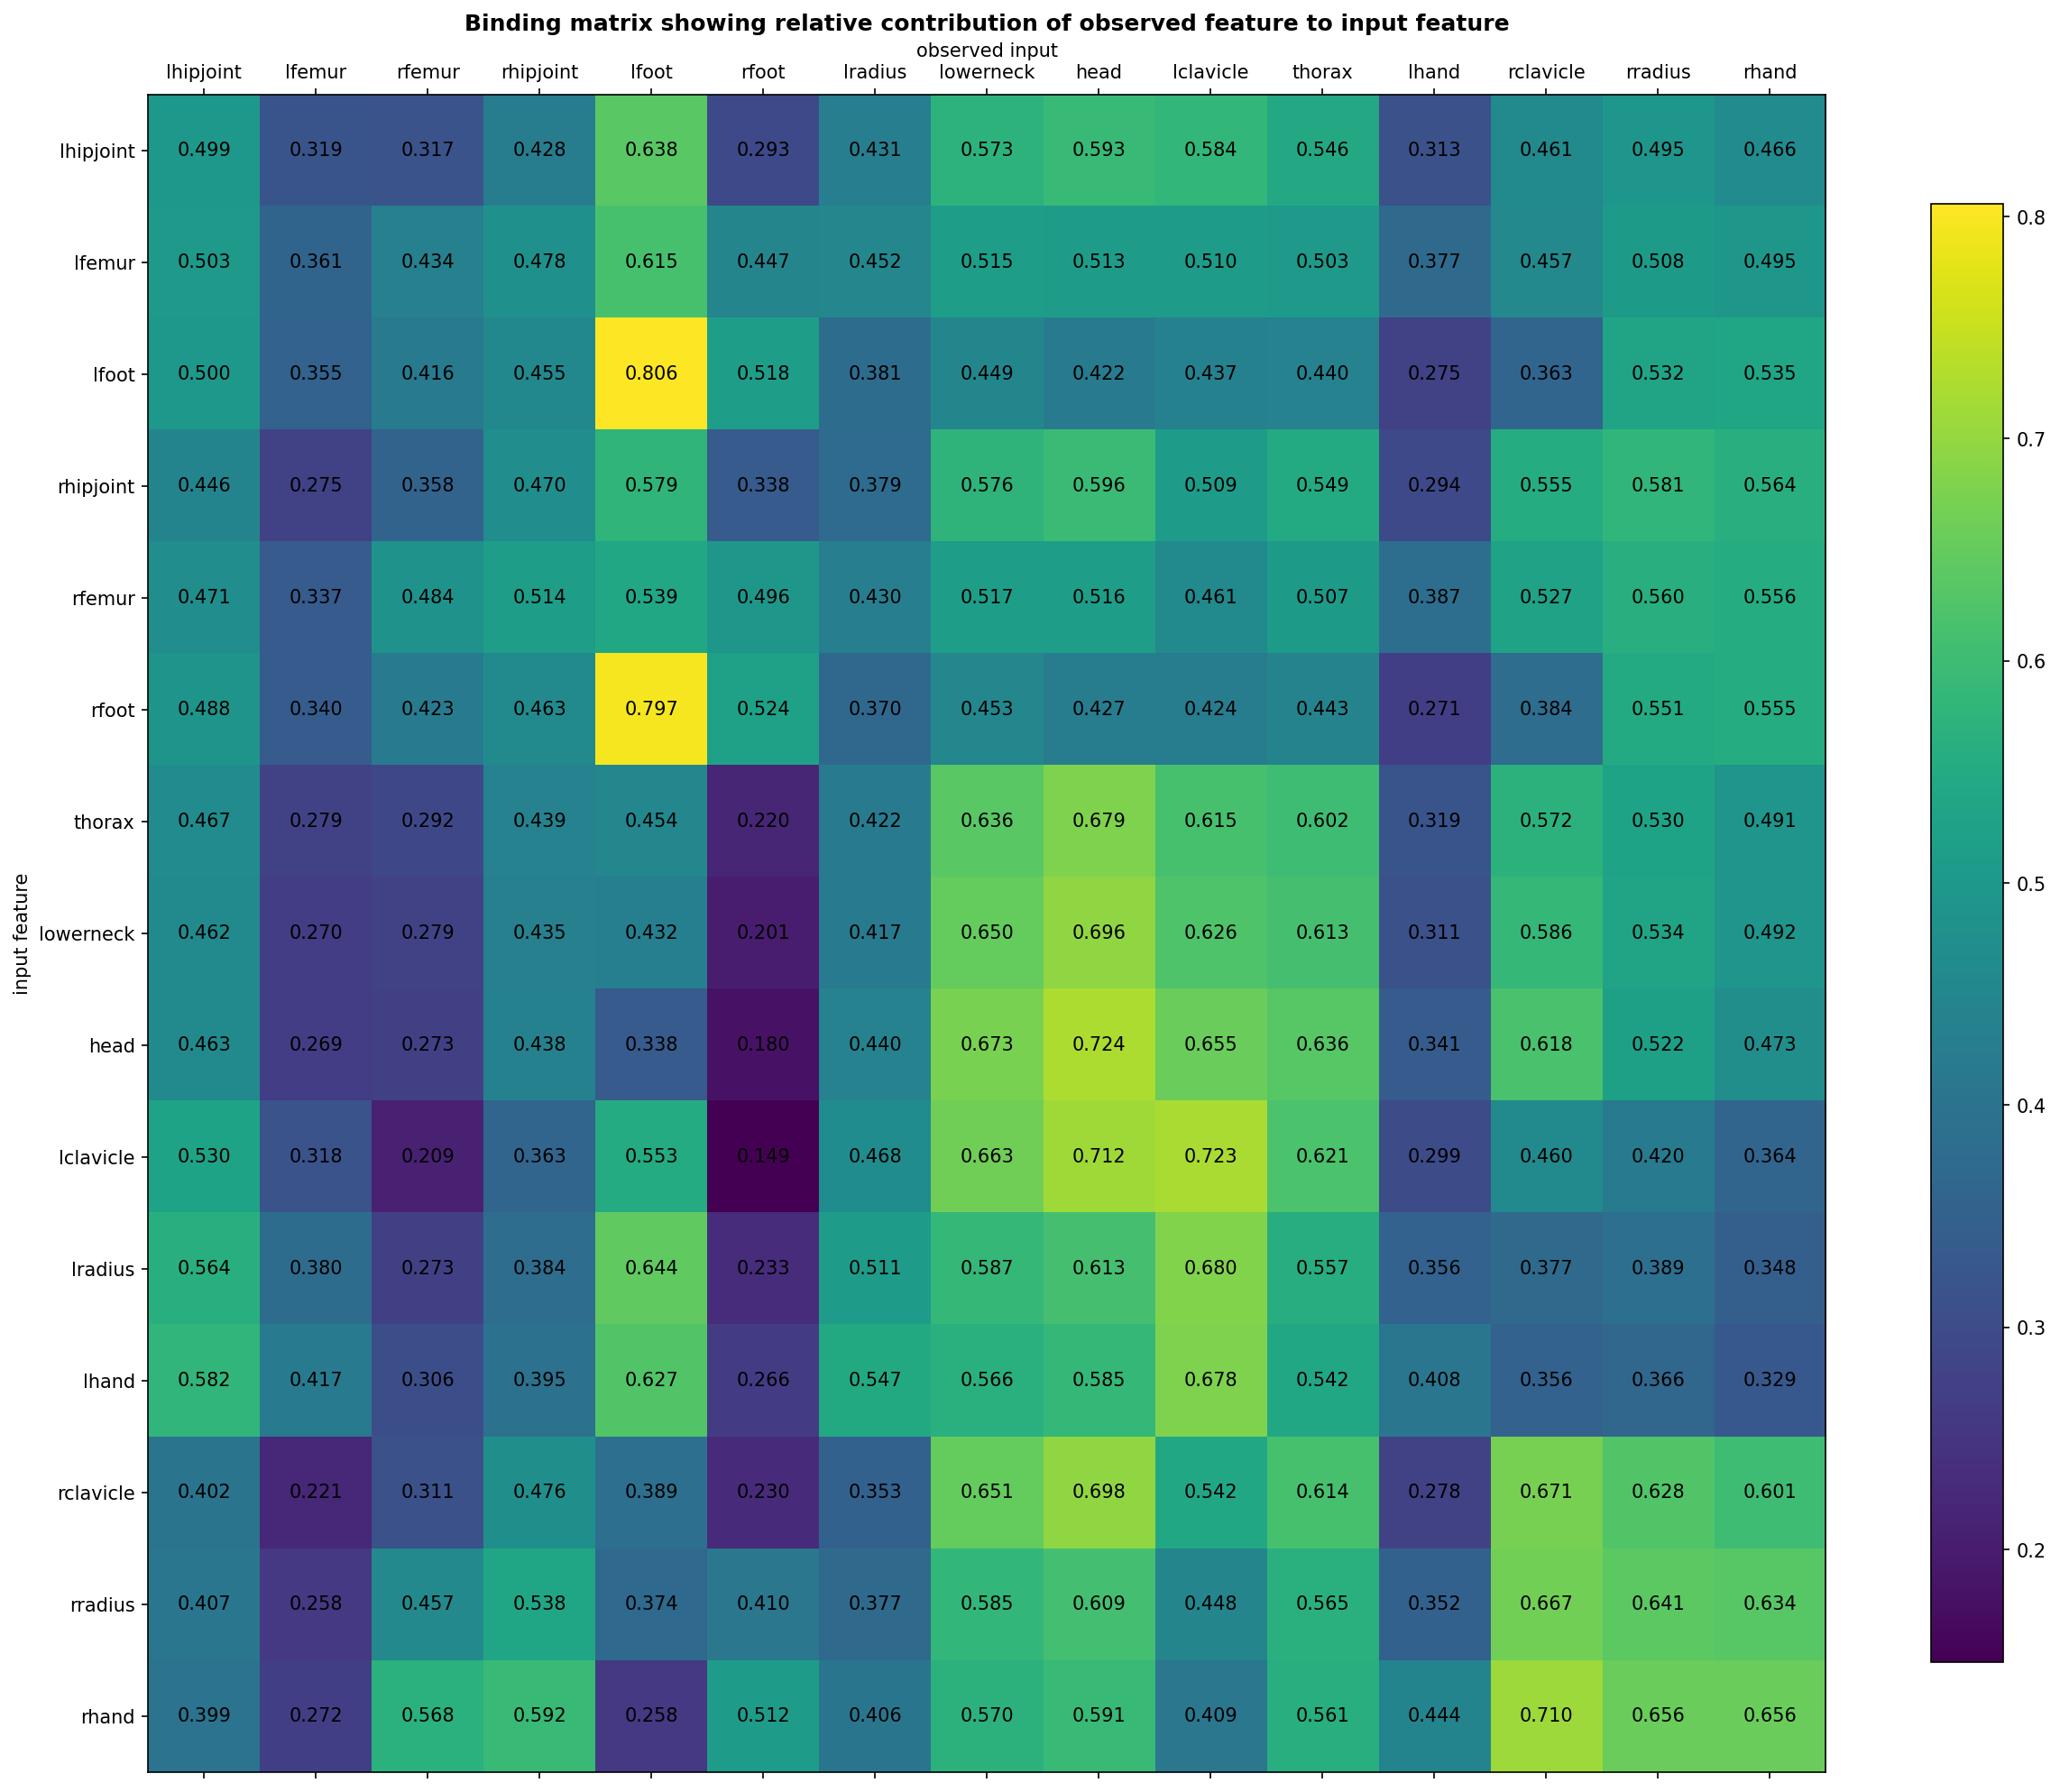 Binding matrix showing relative contribution of observed feature to input feature
observed input
lhipjoint lfemur rfemur rhipjoint lfoot rfoot lradius lowerneck head lclavicle thorax lhand rclavicle rradius rhand
lhipjoint 0.499 0.319 0.317 0.428 0.638 0.293 0.431 0.573 0.593 0.584 0.546 0.313 0.461 0.495 0.466
lfemur 0.503 0.361 0.434 0.478 0.615 0.447 0.452 0.515 0.513 0.510 0.503 0.377 0.457 0.508 0.495
lfoot 0.500 0.355 0.416 0.455 0.806 0.518 0.381 0.449 0.422 0.437 0.440 0.275 0.363 0.532 0.535
rhipjoint 0.446 0.275 0.358 0.470 0.579 0.338 0.379 0.576 0.596 0.509 0.549 0.294 0.555 0.581 0.564
rfemur 0.471 0.337 0.484 0.514 0.539 0.496 0.430 0.517 0.516 0.461 0.507 0.387 0.527 0.560 0.556
rfoot 0.488 0.340 0.423 0.463 0.797 0.524 0.370 0.453 0.427 0.424 0.443 0.271 0.384 0.551 0.555
thorax 0.467 0.279 0.292 0.439 0.454 0.220 0.422 0.636 0.679 0.615 0.602 0.319 0.572 0.530 0.491
lowerneck 0.462 0.270 0.279 0.435 0.432 0.201 0.417 0.650 0.696 0.626 0.613 0.311 0.586 0.534 0.492
head 0.463 0.269 0.273 0.438 0.338 0.180 0.440 0.673 0.724 0.655 0.636 0.341 0.618 0.522 0.473
lclavicle 0.530 0.318 0.209 0.363 0.553 0.149 0.468 0.663 0.712 0.723 0.621 0.299 0.460 0.420 0.364
lradius 0.564 0.380 0.273 0.384 0.644 0.233 0.511 0.587 0.613 0.680 0.557 0.356 0.377 0.389 0.348
lhand 0.582 0.417 0.306 0.395 0.627 0.266 0.547 0.566 0.585 0.678 0.542 0.408 0.356 0.366 0.329
rclavicle 0.402 0.221 0.311 0.476 0.389 0.230 0.353 0.651 0.698 0.542 0.614 0.278 0.671 0.628 0.601
rradius 0.407 0.258 0.457 0.538 0.374 0.410 0.377 0.585 0.609 0.448 0.565 0.352 0.667 0.641 0.634
rhand 0.399 0.272 0.568 0.592 0.258 0.512 0.406 0.570 0.591 0.409 0.561 0.444 0.710 0.656 0.656
input feature
0.8
0.7
0.6
0.5
0.4
0.3
0.2